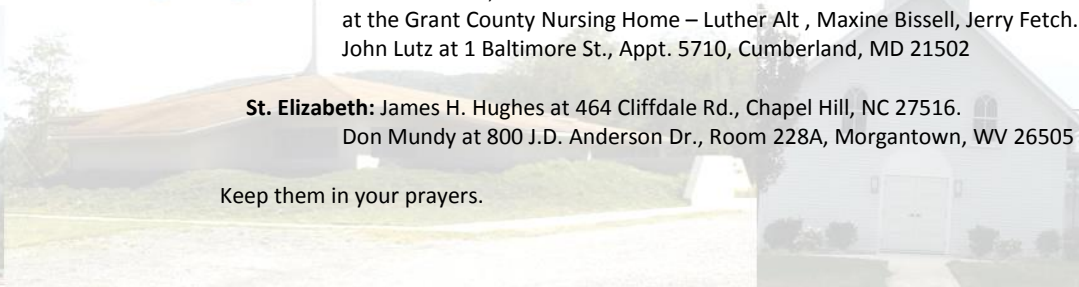 at the Grant County Nursing Home – Luther Alt , Maxine Bissell, Jerry Fetch.
John Lutz at 1 Baltimore St., Appt. 5710, Cumberland, MD 21502
St. Elizabeth: James H. Hughes at 464 Cliffdale Rd., Chapel Hill, NC 27516.
Don Mundy at 800 J.D. Anderson Dr., Room 228A, Morgantown, WV 26505
Keep them in your prayers.